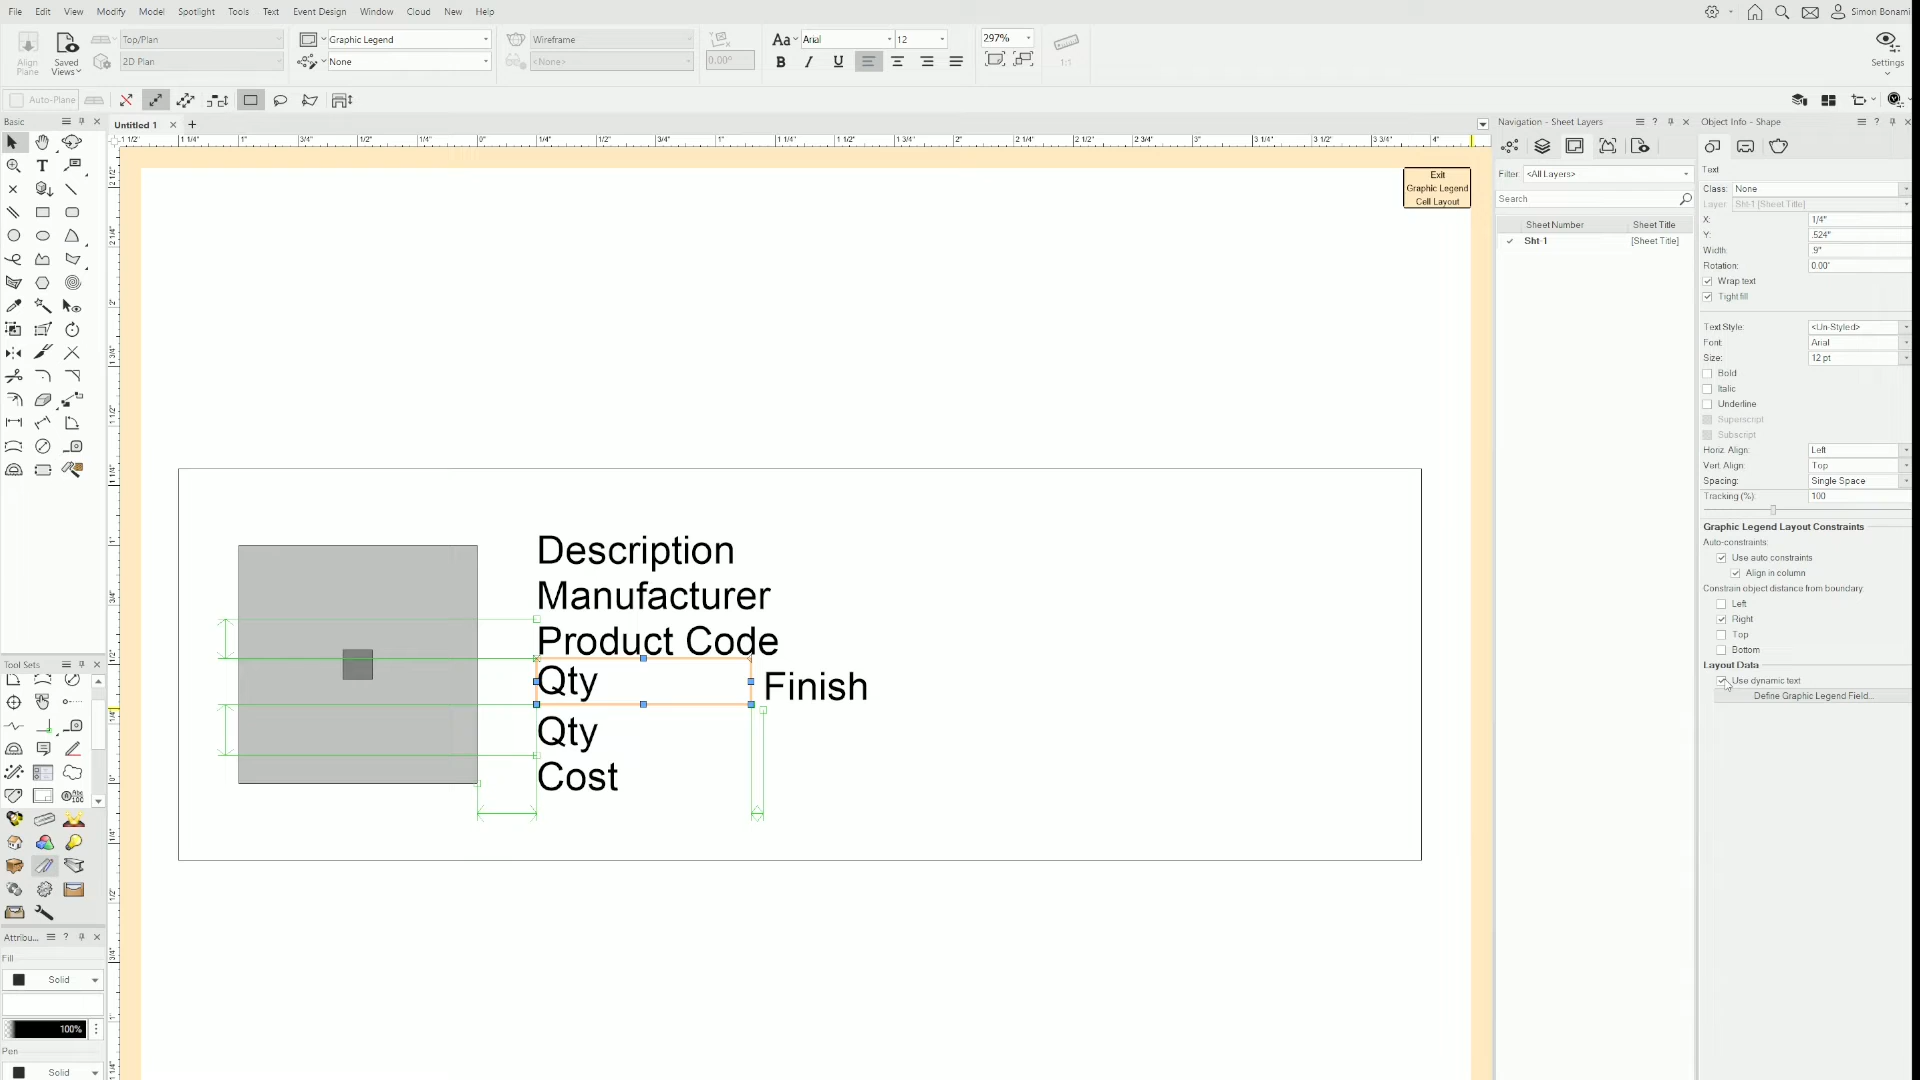 File Edit View Modify Model Spotlight Tools Text Event Design Window Cloud New Help
Simon Bonami
Align Plane
Saved Views
Top/Plan
2D Plan
Graphic Legend
None
Wireframe
<None>
0.00°
Aa
Arial
12
B I U
297%
1:1
Settings
Auto-Plane
Basic
Untitled 1
Navigation - Sheet Layers
Object Info - Shape
Exit
Graphic Legend
Cell Layout
Filter: <All Layers>
Search
Sheet Number Sheet Title
Sht-1 [Sheet Title]
Text
Class: None
Layer: Sht-1 [Sheet Title]
X: 1/4"
Y: .524"
Width: .9"
Rotation: 0.00°
Wrap text
Tight fill
Text Style: <Un-Styled>
Font: Arial
Size: 12 pt
Bold
Italic
Underline
Superscript
Subscript
Horiz. Align: Left
Vert. Align: Top
Spacing: Single Space
Tracking (%): 100
Graphic Legend Layout Constraints
Auto-constraints:
Use auto constraints
Align in column
Constrain object distance from boundary:
Left
Right
Top
Bottom
Layout Data
Use dynamic text
Define Graphic Legend Field...
Description
Manufacturer
Product Code
Qty Finish
Qty
Cost
Tool Sets
Attribu...
Fill
Solid
100%
Pen
Solid